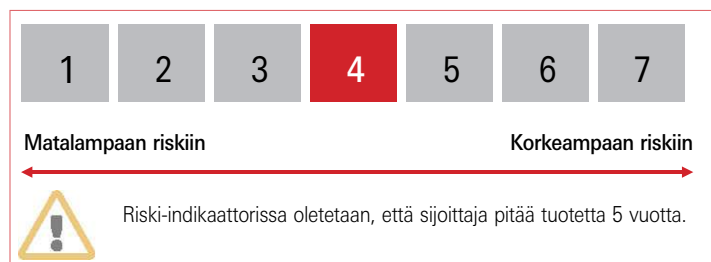 1 2 3 4 5 6 7
Matalampaan riskiin Korkeampaan riskiin
Riski-indikaattorissa oletetaan, että sijoittaja pitää tuotetta 5 vuotta.